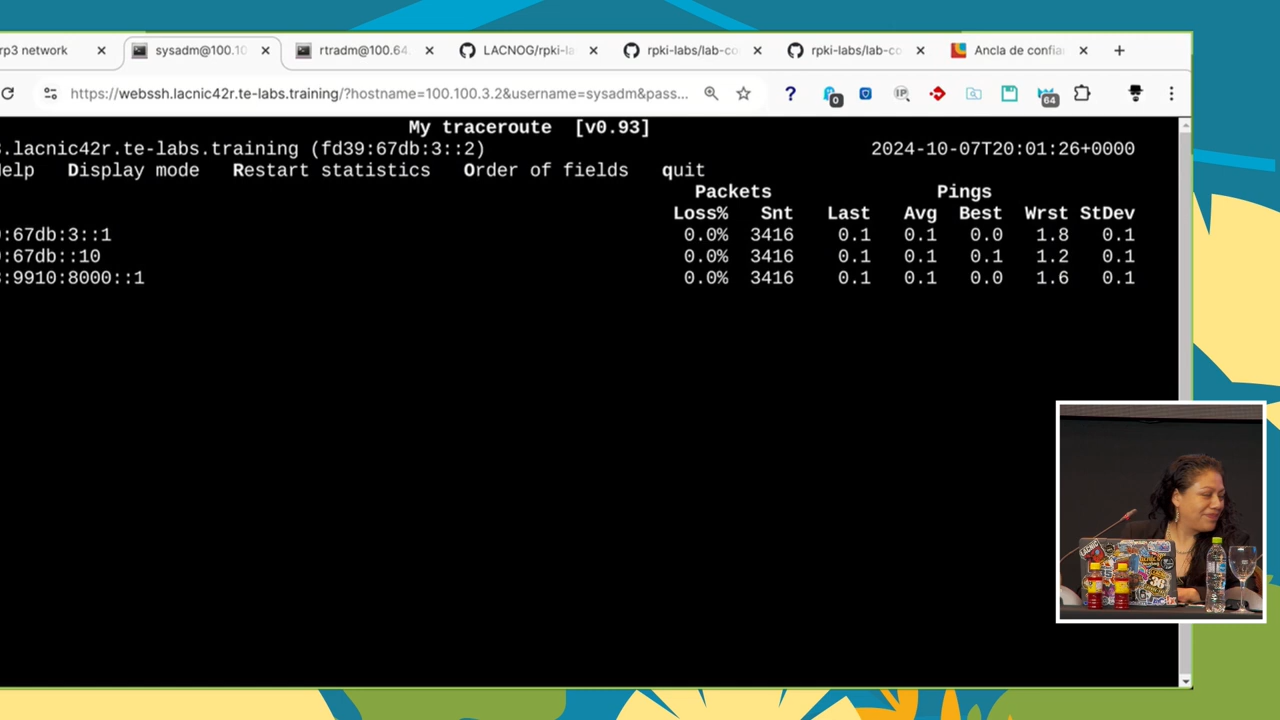 rp3 network
sysadm@100.10
rtradm@100.64.
LACNOG/rpki-la
rpki-labs/lab-co
rpki-labs/lab-co
Ancla de confia
https://webssh.lacnic42r.te-labs.training/?hostname=100.100.3.2&username=sysadm&pass...
?
0
IP
64
My traceroute [v0.93]
.lacnic42r.te-labs.training (fd39:67db:3::2) 2024-10-07T20:01:26+0000
elp Display mode Restart statistics Order of fields quit
Packets Pings
Loss% Snt Last Avg Best Wrst StDev
:67db:3::1 0.0% 3416 0.1 0.1 0.0 1.8 0.1
:67db::10 0.0% 3416 0.1 0.1 0.1 1.2 0.1
:9910:8000::1 0.0% 3416 0.1 0.1 0.0 1.6 0.1
LACNIC
36